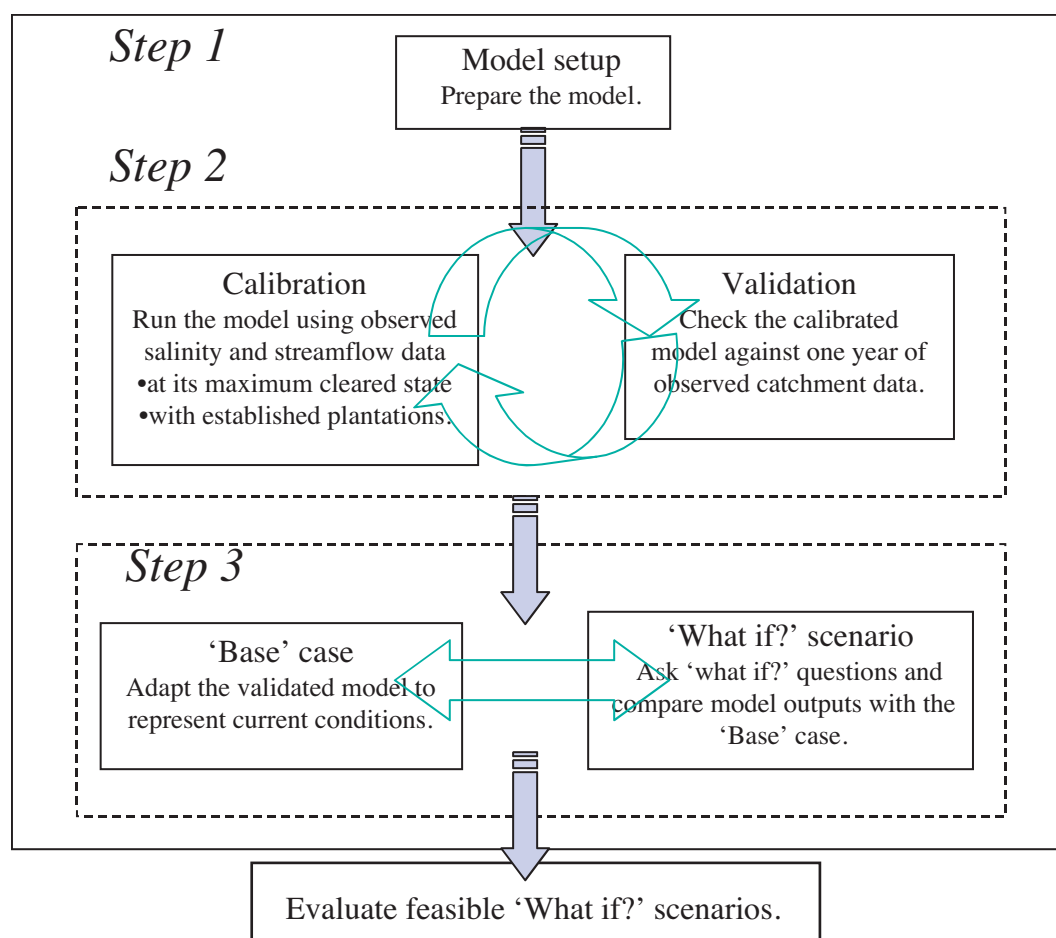 Step 1
Model setup
Prepare the model.
Step 2
Calibration
Run the model using observed
salinity and streamflow data
•at its maximum cleared state
•with established plantations.
Validation
Check the calibrated
model against one year of
observed catchment data.
Step 3
‘Base’ case
Adapt the validated model to
represent current conditions.
‘What if?’ scenario
Ask ‘what if?’ questions and
compare model outputs with the
‘Base’ case.
Evaluate feasible ‘What if?’ scenarios.